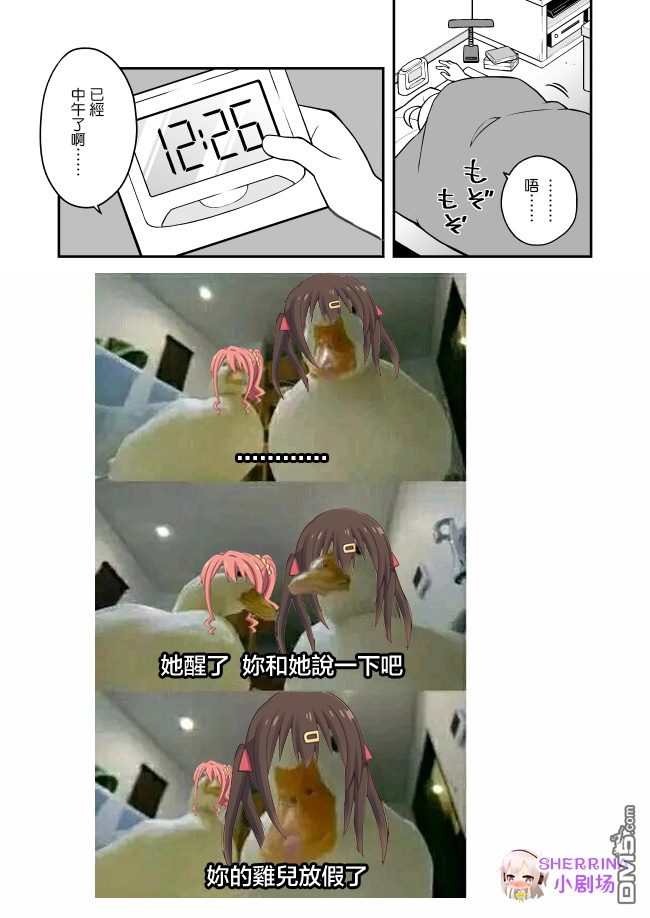 唔………
もぞ
もぞ
12:26
已經
中午了啊……
…………
她醒了 妳和她說一下吧
妳的雞兒放假了
SHERRING
小剧场
DM5.com